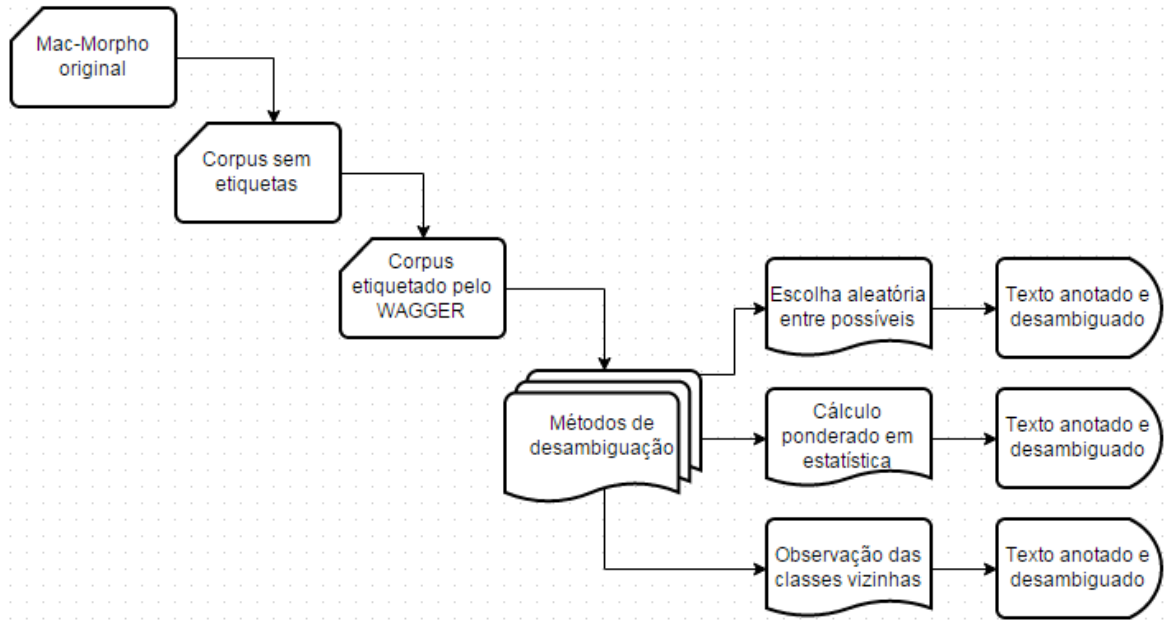 Mac-Morpho
original
Corpus sem
etiquetas
Corpus
etiquetado pelo
WAGGER
Métodos de
desambiguação
Escolha aleatória
entre possíveis
Texto anotado e
desambiguado
Cálculo
ponderado em
estatística
Texto anotado e
desambiguado
Observação das
classes vizinhas
Texto anotado e
desambiguado